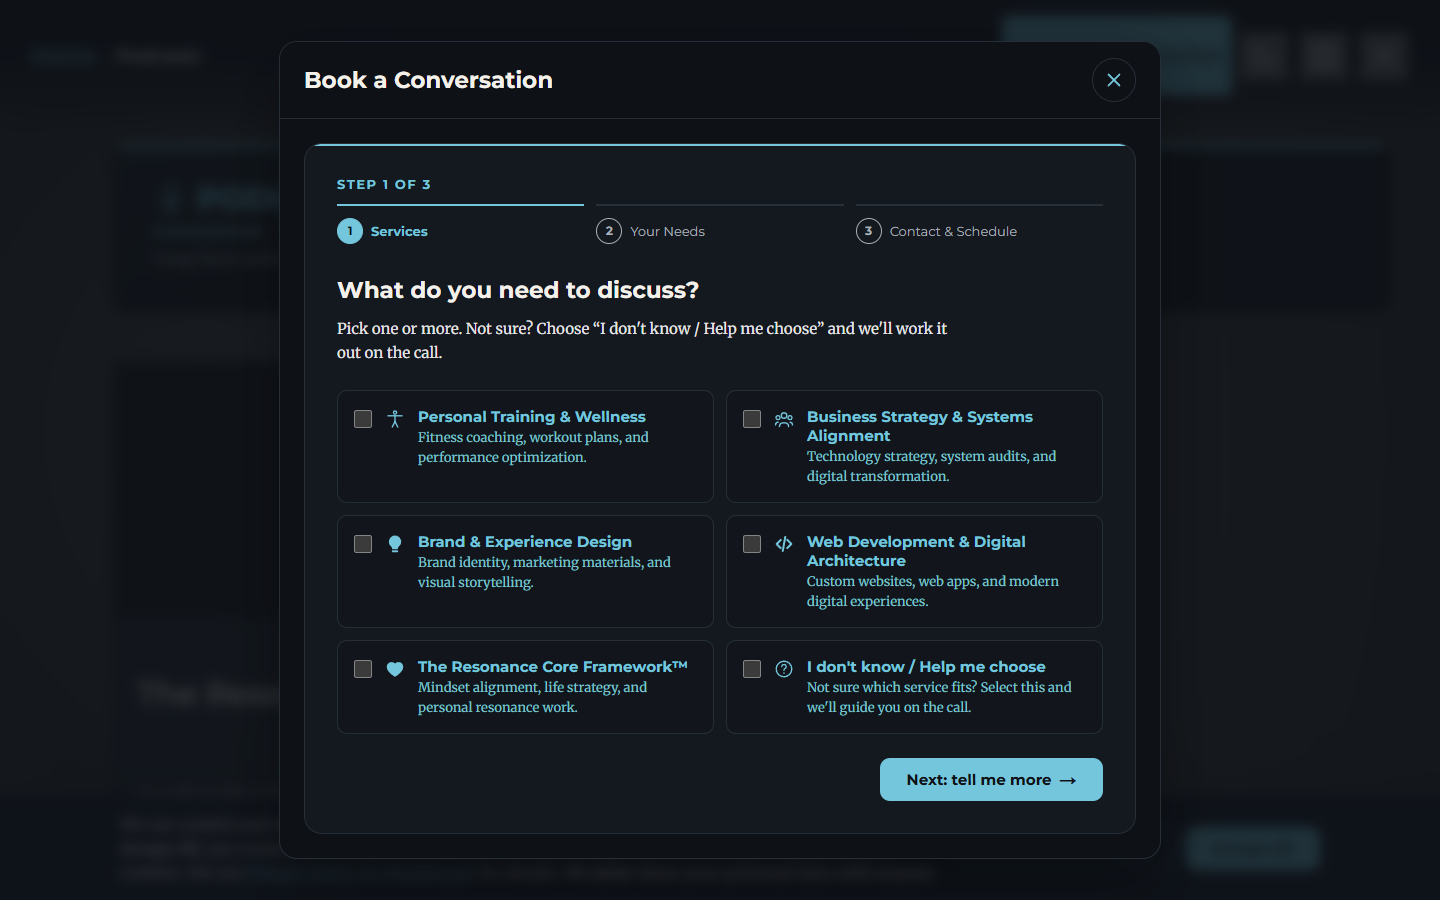 Book a Conversation
STEP 1 OF 3
1 Services
2 Your Needs
3 Contact & Schedule
What do you need to discuss?
Pick one or more. Not sure? Choose “I don't know / Help me choose” and we'll work it
out on the call.
Personal Training & Wellness
Fitness coaching, workout plans, and
performance optimization.
Business Strategy & Systems
Alignment
Technology strategy, system audits, and
digital transformation.
Brand & Experience Design
Brand identity, marketing materials, and
visual storytelling.
Web Development & Digital
Architecture
Custom websites, web apps, and modern
digital experiences.
The Resonance Core Framework™
Mindset alignment, life strategy, and
personal resonance work.
I don't know / Help me choose
Not sure which service fits? Select this and
we'll guide you on the call.
Next: tell me more →